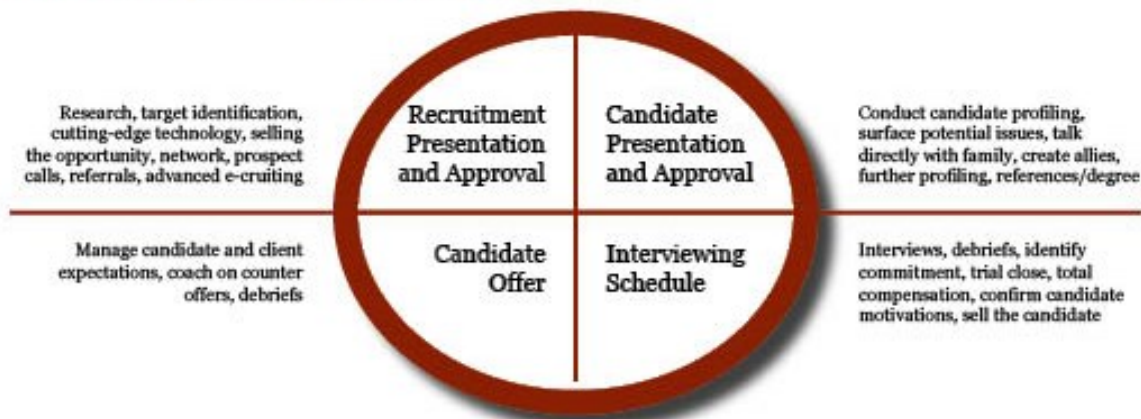 Research, target identification,
cutting-edge technology, selling
the opportunity, network, prospect
calls, referrals, advanced e-cruiting
Recruitment
Presentation
and Approval
Candidate
Presentation
and Approval
Conduct candidate profiling,
surface potential issues, talk
directly with family, create allies,
further profiling, references/degree
Manage candidate and client
expectations, coach on counter
offers, debriefs
Candidate
Offer
Interviewing
Schedule
Interviews, debriefs, identify
commitment, trial close, total
compensation, confirm candidate
motivations, sell the candidate